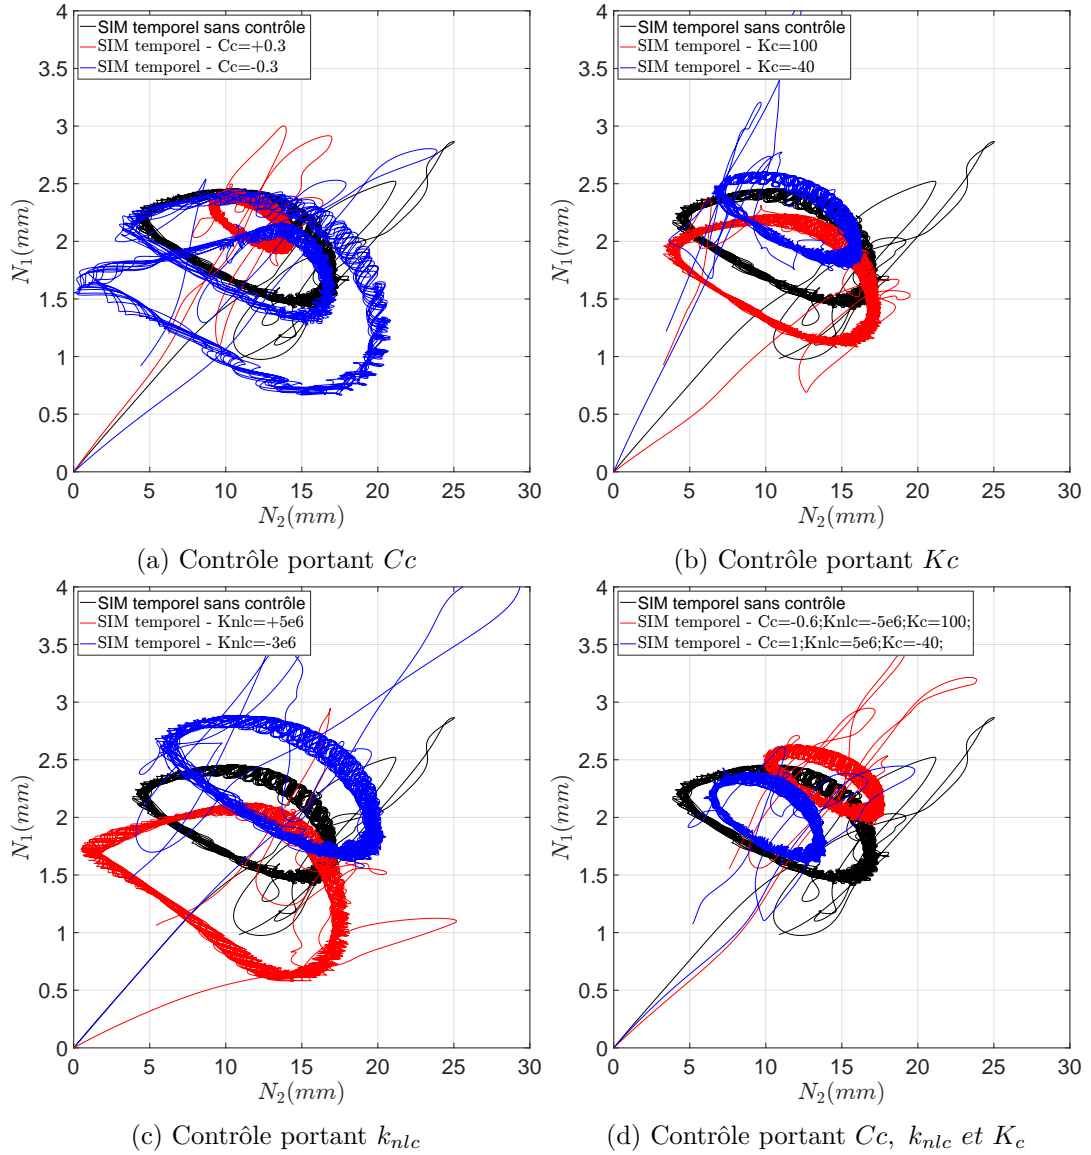 SIM temporel sans contrôle
SIM temporel - Cc=+0.3
SIM temporel - Cc=-0.3
4
3.5
3
2.5
2
1.5
1
0.5
0
N1(mm)
0 5 10 15 20 25 30
N2(mm)
(a) Contrôle portant Cc
SIM temporel sans contrôle
SIM temporel - Kc=100
SIM temporel - Kc=-40
4
3.5
3
2.5
2
1.5
1
0.5
0
N1(mm)
0 5 10 15 20 25 30
N2(mm)
(b) Contrôle portant Kc
SIM temporel sans contrôle
SIM temporel - Knlc=+5e6
SIM temporel - Knlc=-3e6
4
3.5
3
2.5
2
1.5
1
0.5
0
N1(mm)
0 5 10 15 20 25 30
N2(mm)
(c) Contrôle portant knlc
SIM temporel sans contrôle
SIM temporel - Cc=-0.6;Knlc=-5e6;Kc=100;
SIM temporel - Cc=1;Knlc=5e6;Kc=-40;
4
3.5
3
2.5
2
1.5
1
0.5
0
N1(mm)
0 5 10 15 20 25 30
N2(mm)
(d) Contrôle portant Cc, knlc et Kc